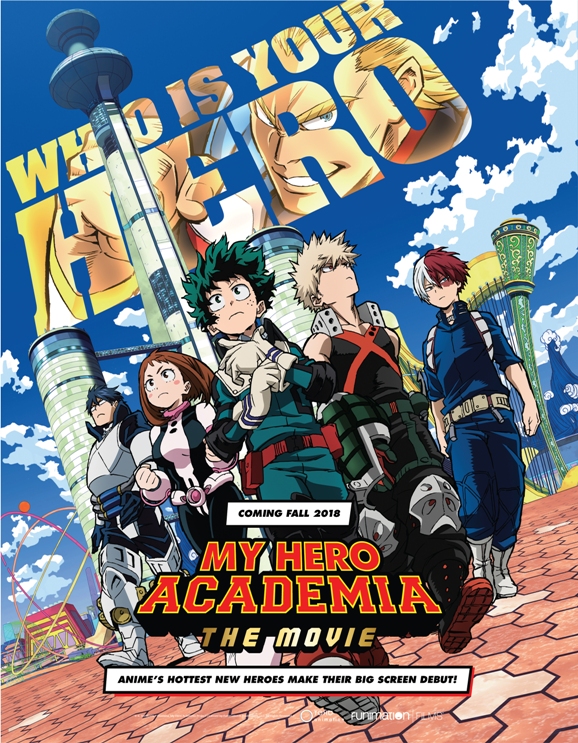 WHO IS YOUR
HERO
COMING FALL 2018
MY HERO
ACADEMIA
THE MOVIE
ANIME'S HOTTEST NEW HEROES MAKE THEIR BIG SCREEN DEBUT!
FUNIMATION FILMS